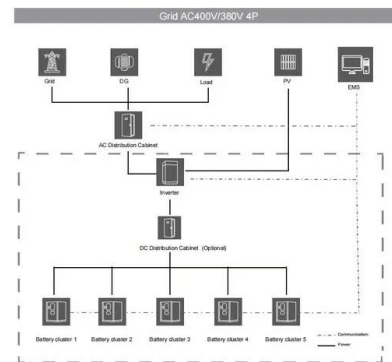 Grid AC400V/380V 4P
Grid DG Load PV EMS
AC Distribution Cabinet
Inverter
DC Distribution Cabinet (Optional)
Battery cluster 1 Battery cluster 2 Battery cluster 3 Battery cluster 4 Battery cluster 5
Communication
Power